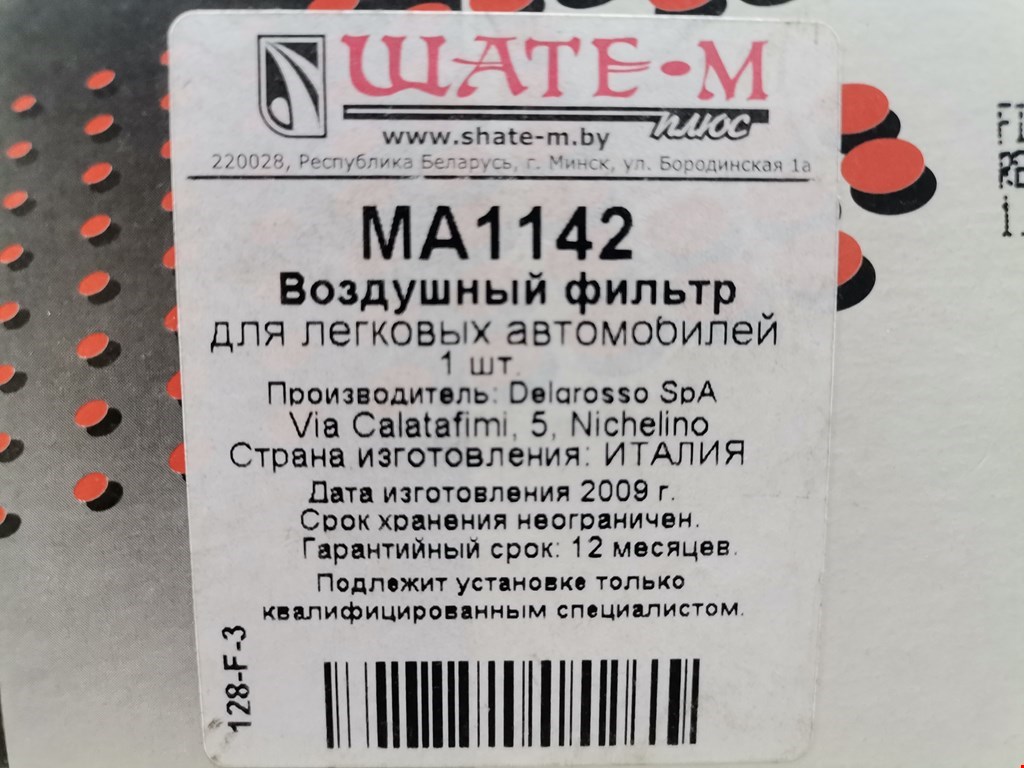 ШАТЕ-М
плюс
www.shate-m.by
220028, Республика Беларусь, г. Минск, ул. Бородинская 1а
MA1142
Воздушный фильтр
для легковых автомобилей
1 шт.
Производитель: Delarosso SpA
Via Calatafimi, 5, Nichelino
Страна изготовления: ИТАЛИЯ
Дата изготовления 2009 г.
Срок хранения неограничен.
Гарантийный срок: 12 месяцев.
Подлежит установке только
квалифицированным специалистом.
128-F-3